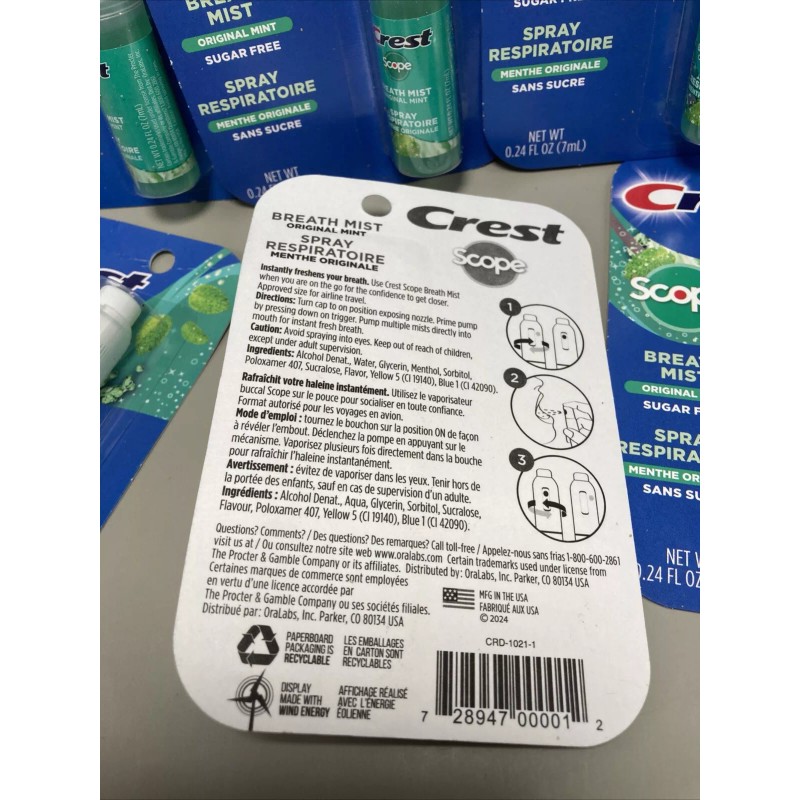 BREATH
MIST
ORIGINAL MINT
SUGAR FREE
SPRAY
RESPIRATOIRE
MENTHE ORIGINALE
SANS SUCRE
NET WT
Crest
Scope
BREATH MIST
ORIGINAL MINT
SPRAY
SUGAR FREE
SPRAY
RESPIRATOIRE
MENTHE ORIGINALE
SANS SUCRE
NET WT
0.24 FL OZ (7mL)
BREATH MIST
ORIGINAL MINT
SPRAY
RESPIRATOIRE
MENTHE ORIGINALE
Crest
Scope
Instantly freshens your breath. Use Crest Scope Breath Mist
when you are on the go for the confidence to get closer.
Approved size for airline travel.
Directions: Turn cap to on position exposing nozzle. Prime pump
by pressing down on trigger. Pump multiple mists directly into
mouth for instant fresh breath.
Caution: Avoid spraying into eyes. Keep out of reach of children,
except under adult supervision.
Ingredients: Alcohol Denat., Water, Glycerin, Menthol, Sorbitol,
Poloxamer 407, Sucralose, Flavor, Yellow 5 (CI 19140), Blue 1 (CI 42090).
Rafraîchit votre haleine instantément. Utilisez le vaporisateur
buccal Scope sur le pouce pour socialiser en toute confiance.
Format autorisé pour les voyages en avion.
Mode d'emploi : tournez le bouchon sur la position ON de façon
à révéler l'embout. Déclenchez la pompe en appuyant sur le
mécanisme. Vaporisez plusieurs fois directement dans la bouche
pour rafraîchir l'haleine instantanément.
Avertissement : évitez de vaporiser dans les yeux. Tenir hors de
la portée des enfants, sauf en cas de supervision d'un adulte.
Ingrédients : Alcohol Denat., Aqua, Glycerin, Sorbitol, Sucralose,
Flavour, Poloxamer 407, Yellow 5 (CI 19140), Blue 1 (CI 42090).
1
2
3
Questions? Comments? / Des questions? Des remarques? Call toll-free / Appelez-nous sans frias 1-800-600-2861
visit us at / Ou consultez notre site web www.oralabs.com Certain trademarks used under license from
The Procter & Gamble Company or its affiliates. Distributed by: OraLabs, Inc. Parker, CO 80134 USA
Certaines marques de commerce sont employées
en vertu d'une licence accordée par
The Procter & Gamble Company ou ses sociétés filiales.
Distribué par: OraLabs, Inc. Parker, CO 80134 USA
MFG IN THE USA
FABRIQUÉ AUX USA
© 2024
PAPERBOARD
PACKAGING IS
RECYCLABLE
LES EMBALLAGES
EN CARTON SONT
RECYCLABLES
DISPLAY
MADE WITH
WIND ENERGY
AFFICHAGE RÉALISÉ
AVEC L'ÉNERGIE
ÉOLIENNE
CRD-1021-1
7 28947 00001 2
Scope
ORIGINAL
SPRAY
SANS
NET